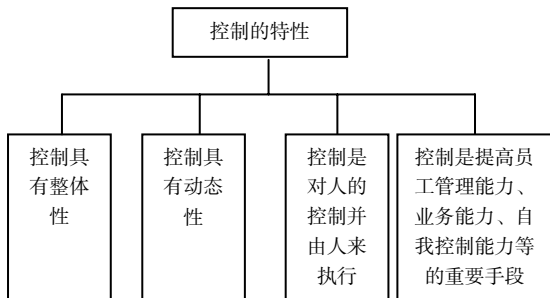 控制的特性
控制具
有整体
性
控制具
有动态
性
控制是
对人的
控制并
由人来
执行
控制是提高员
工管理能力、
业务能力、自
我控制能力等
的重要手段